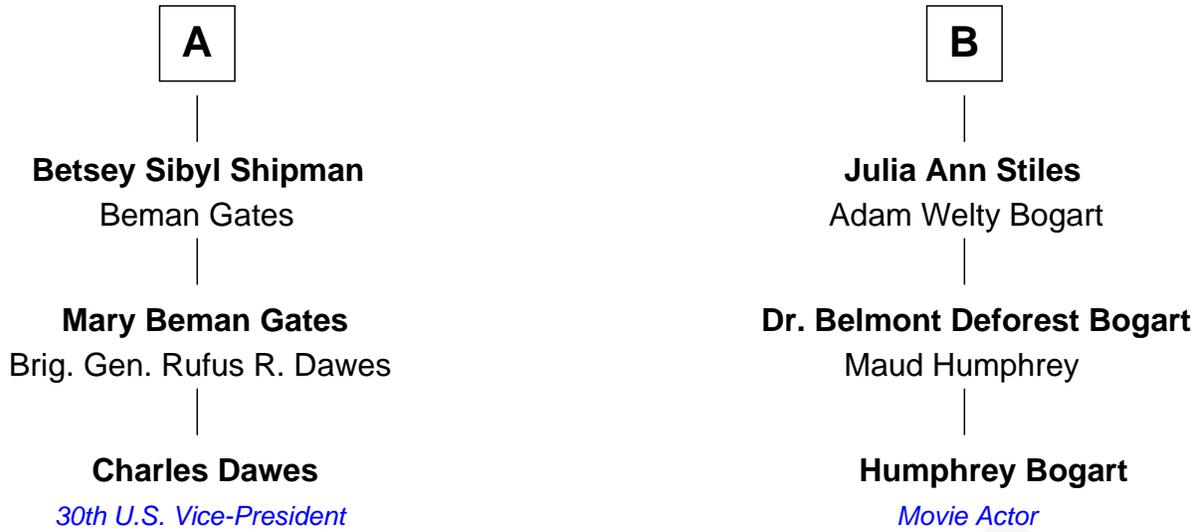 A
Betsey Sibyl Shipman
Beman Gates
Mary Beman Gates
Brig. Gen. Rufus R. Dawes
Charles Dawes
30th U.S. Vice-President
B
Julia Ann Stiles
Adam Welty Bogart
Dr. Belmont Deforest Bogart
Maud Humphrey
Humphrey Bogart
Movie Actor